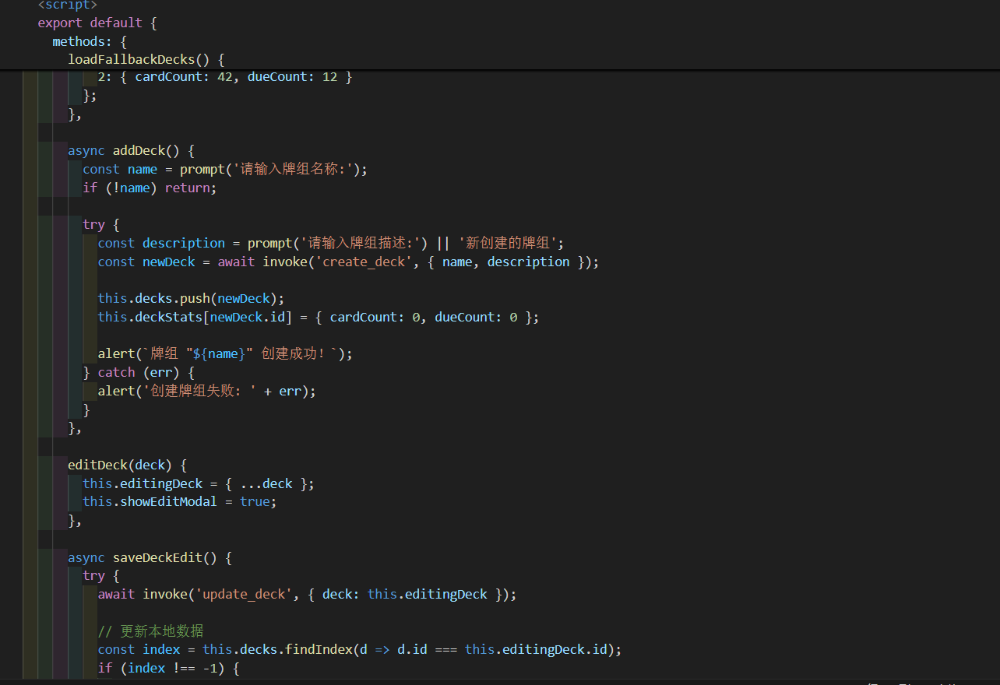 <script>
export default {
methods: {
loadFallbackDecks() {
2: { cardCount: 42, dueCount: 12 }
};
},
async addDeck() {
const name = prompt('请输入牌组名称:');
if (!name) return;
try {
const description = prompt('请输入牌组描述:') || '新创建的牌组';
const newDeck = await invoke('create_deck', { name, description });
this.decks.push(newDeck);
this.deckStats[newDeck.id] = { cardCount: 0, dueCount: 0 };
alert(`牌组 "${name}" 创建成功！`);
} catch (err) {
alert('创建牌组失败: ' + err);
}
},
editDeck(deck) {
this.editingDeck = { ...deck };
this.showEditModal = true;
},
async saveDeckEdit() {
try {
await invoke('update_deck', { deck: this.editingDeck });
// 更新本地数据
const index = this.decks.findIndex(d => d.id === this.editingDeck.id);
if (index !== -1) {